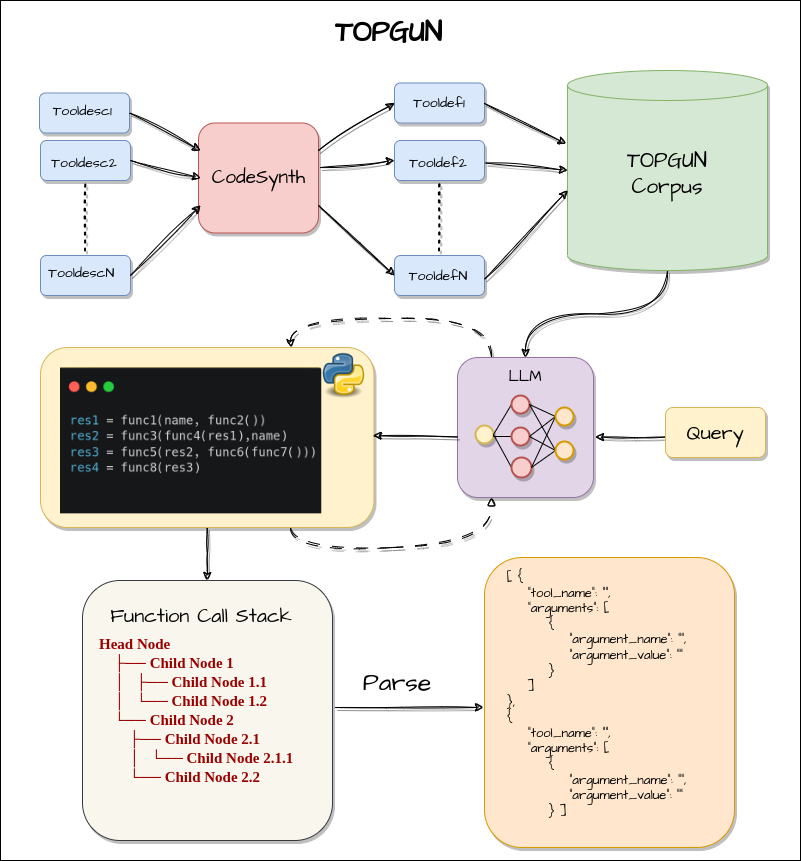 TOPGUN
Tooldesc1
Tooldesc2
TooldescN
CodeSynth
Tooldef1
Tooldef2
TooldefN
TOPGUN
Corpus
LLM
Query
res1 = func1(name, func2())
res2 = func3(func4(res1),name)
res3 = func5(res2, func6(func7()))
res4 = func8(res3)
Function Call Stack
Head Node
Child Node 1
Child Node 1.1
Child Node 1.2
Child Node 2
Child Node 2.1
Child Node 2.1.1
Child Node 2.2
Parse
[ {
"tool_name": "",
"arguments": [
{
"argument_name": "",
"argument_value": ""
}
]
},
{
"tool_name": "",
"arguments": [
{
"argument_name": "",
"argument_value": ""
} ]